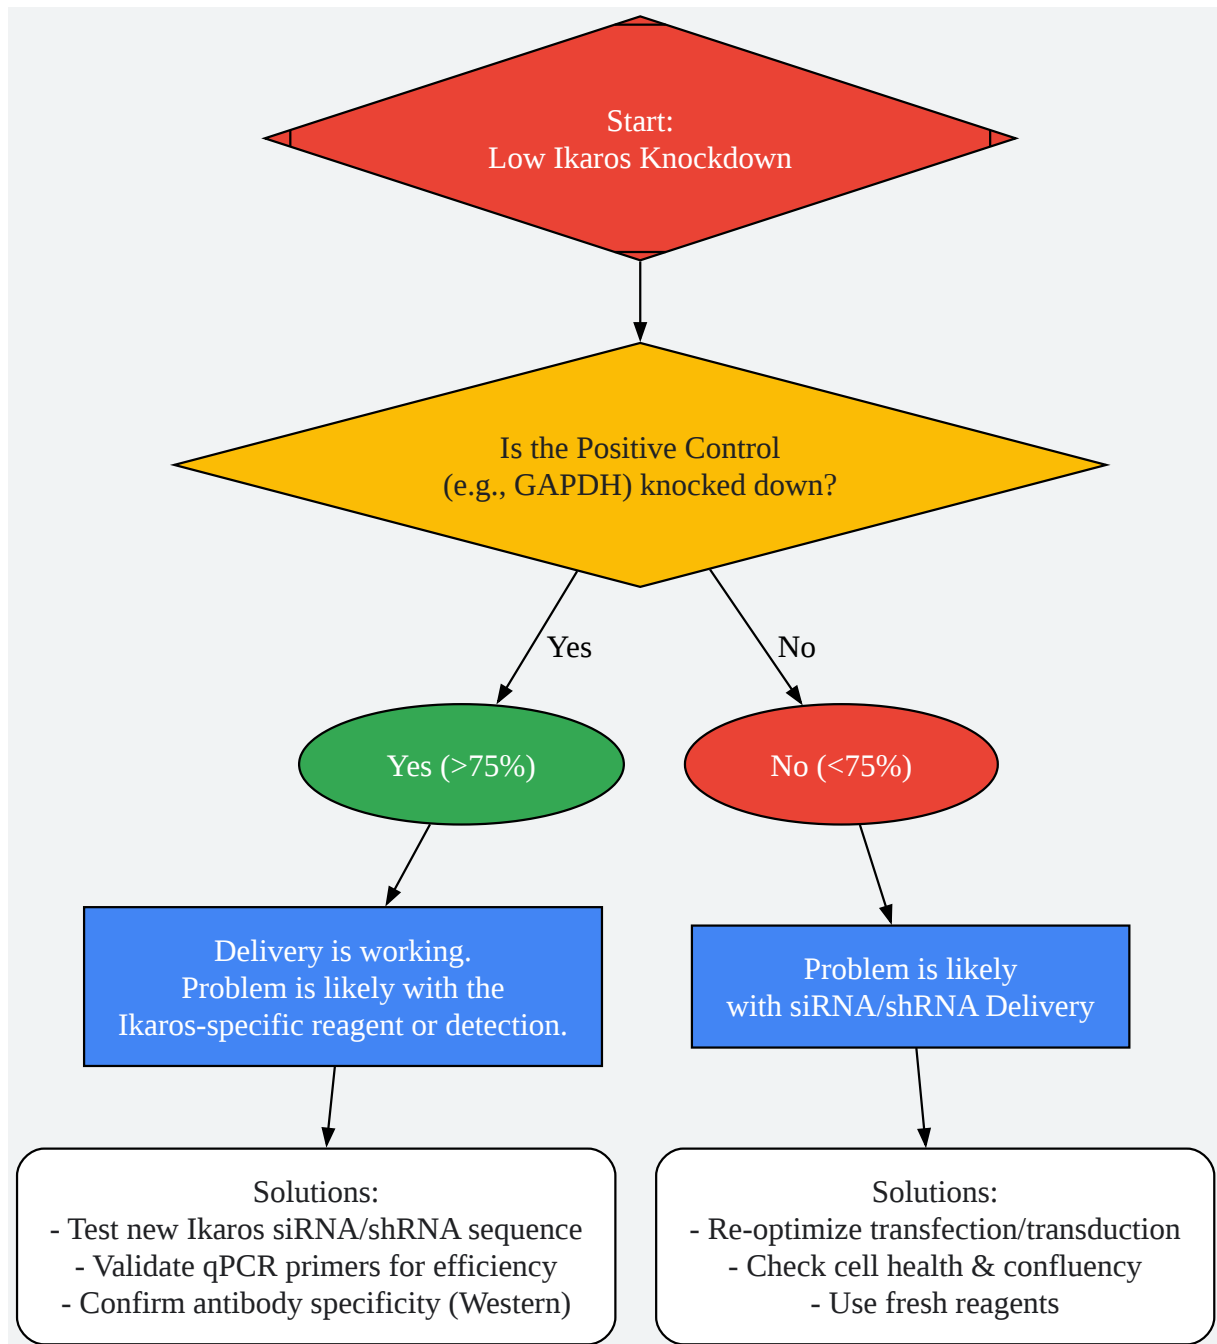 Start:
Low Ikaros Knockdown
Is the Positive Control
(e.g., GAPDH) knocked down?
Yes
No
Yes (>75%)
No (<75%)
Delivery is working.
Problem is likely with the
Ikaros-specific reagent or detection.
Problem is likely
with siRNA/shRNA Delivery
Solutions:
- Test new Ikaros siRNA/shRNA sequence
- Validate qPCR primers for efficiency
- Confirm antibody specificity (Western)
Solutions:
- Re-optimize transfection/transduction
- Check cell health & confluency
- Use fresh reagents